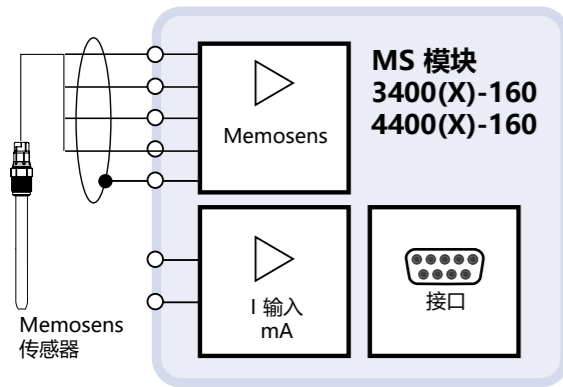 MS 模块
3400(X)-160
4400(X)-160
Memosens
I 输入
mA
接口
Memosens
传感器